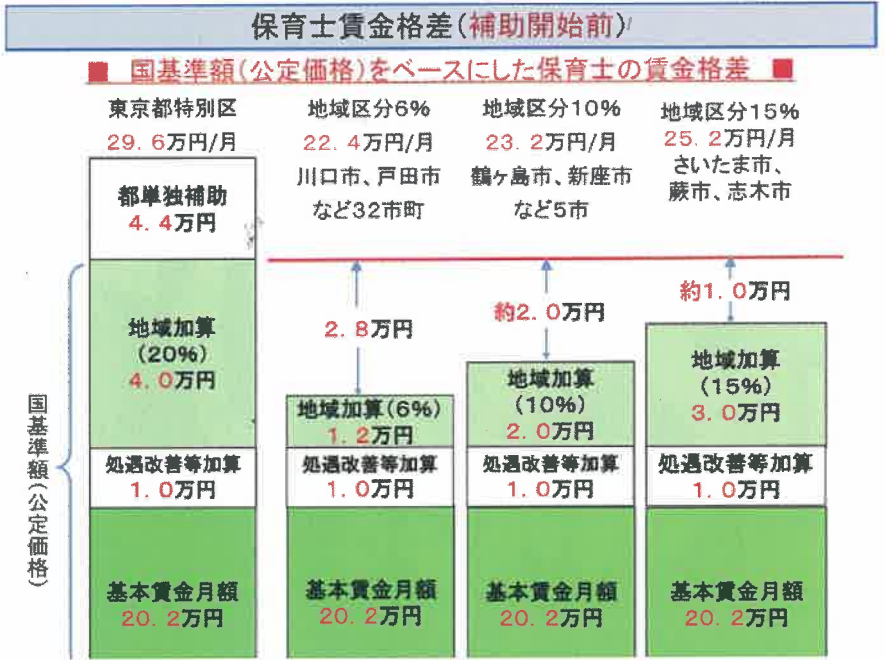 保育士賃金格差(補助開始前)
■ 国基準額(公定価格)をベースにした保育士の賃金格差 ■
東京都特別区
29.6万円/月
都単独補助
4.4万円
地域加算
(20%)
4.0万円
処遇改善等加算
1.0万円
基本賃金月額
20.2万円
国基準額(公定価格)
地域区分6%
22.4万円/月
川口市、戸田市
など32市町
2.8万円
地域加算(6%)
1.2万円
処遇改善等加算
1.0万円
基本賃金月額
20.2万円
地域区分10%
23.2万円/月
鶴ヶ島市、新座市
など5市
約2.0万円
地域加算
(10%)
2.0万円
処遇改善等加算
1.0万円
基本賃金月額
20.2万円
地域区分15%
25.2万円/月
さいたま市、
蕨市、志木市
約1.0万円
地域加算
(15%)
3.0万円
処遇改善等加算
1.0万円
基本賃金月額
20.2万円